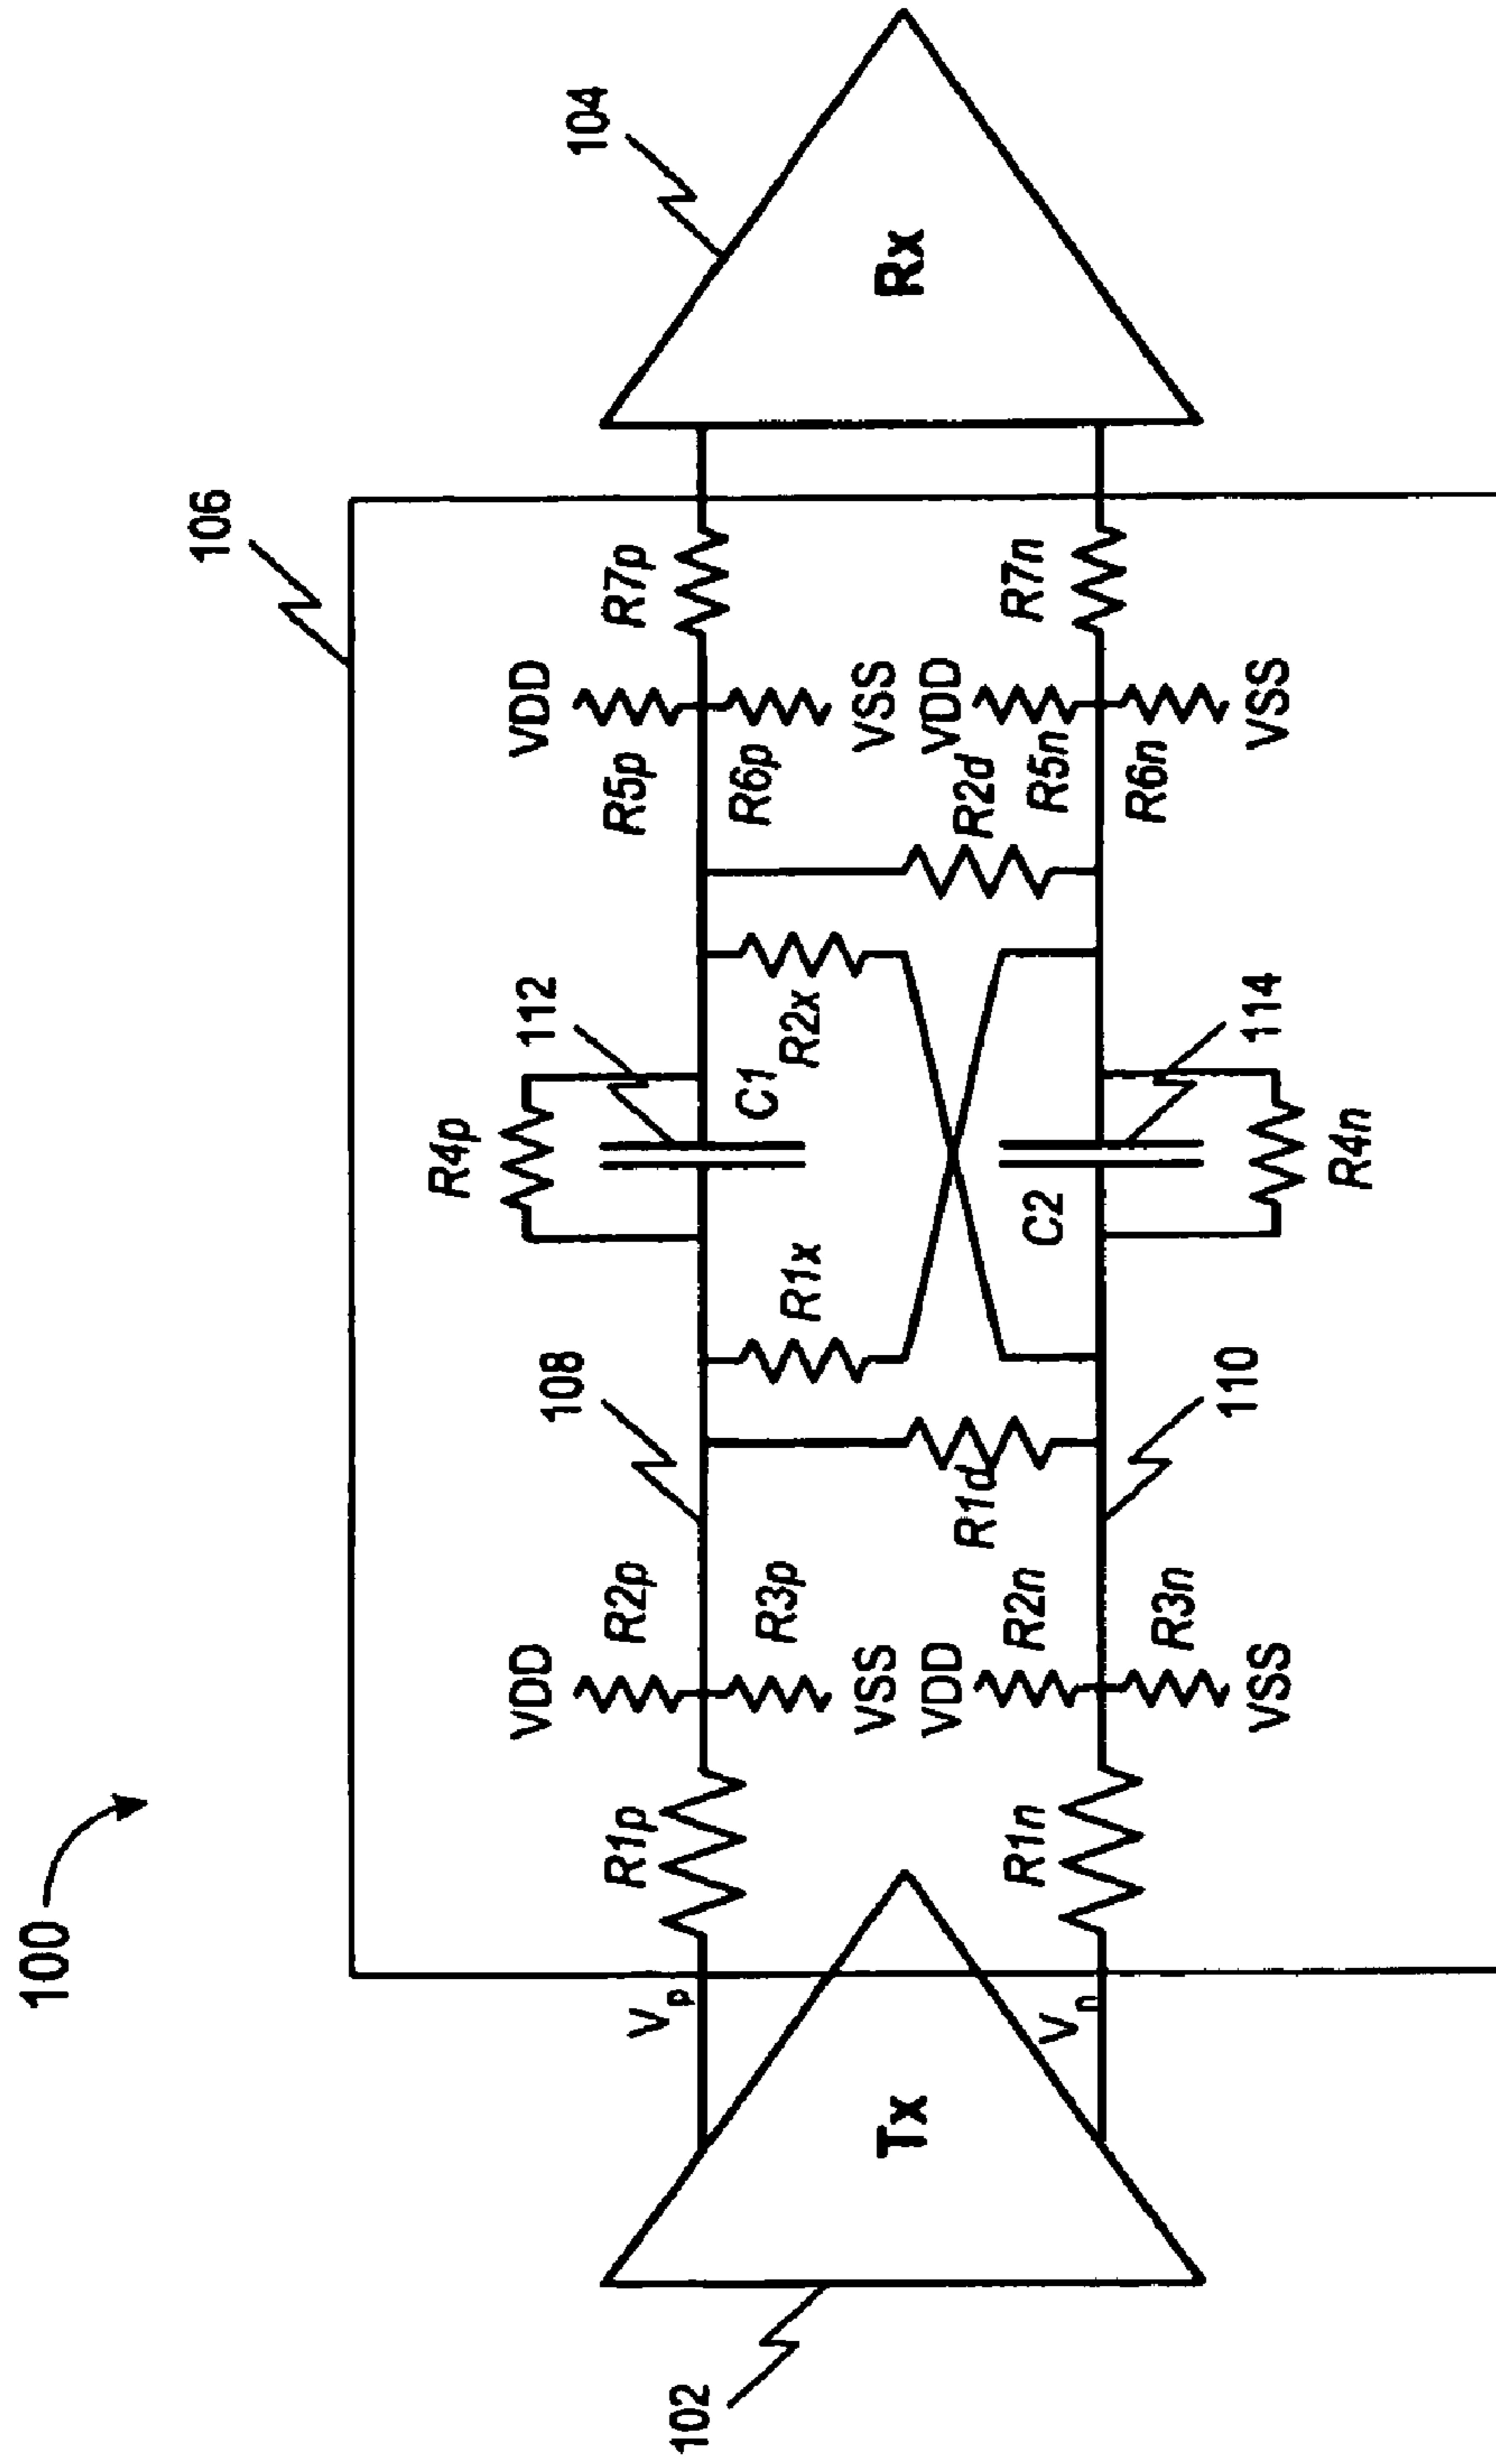 100
106
104
102
Tx
Rx
Vp
Vn
R1p
R1n
VDD
R2p
R3p
VSS
VDD
R2n
R3n
VSS
108
110
R1d
R1x
R4p
112
C1
C2
114
R4n
R2x
R2d
VDD
R5p
R6p
VSS
VDD
R5n
R6n
VSS
R7p
R7n